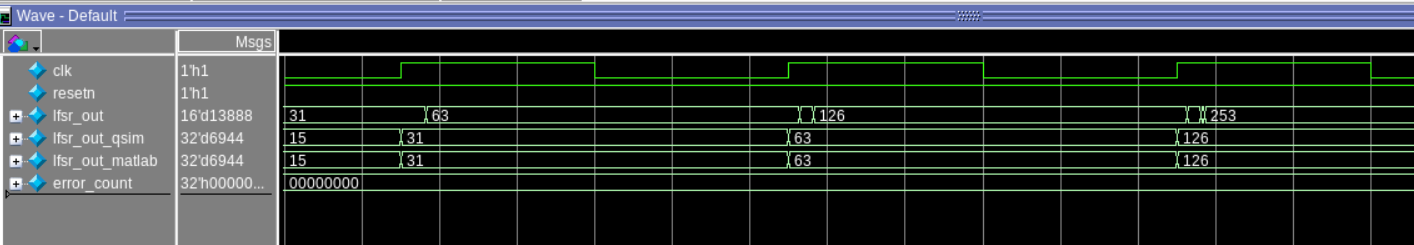 Wave - Default
Msgs
clk 1'h1
resetn 1'h1
lfsr_out 16'd13888 31 63 126 253
lfsr_out_qsim 32'd6944 15 31 63 126
lfsr_out_matlab 32'd6944 15 31 63 126
error_count 32'h00000... 00000000